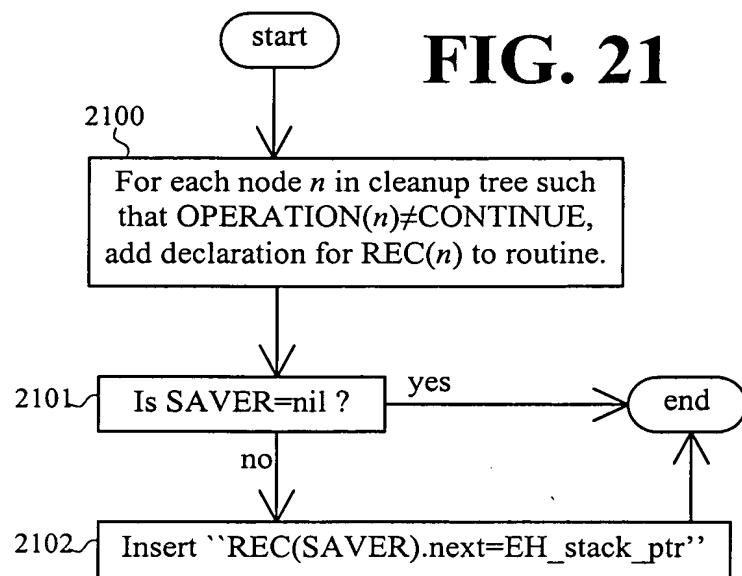 start
FIG. 21
2100
For each node n in cleanup tree such
that OPERATION(n)≠CONTINUE,
add declaration for REC(n) to routine.
2101
Is SAVER=nil ?
yes
end
no
2102
Insert ``REC(SAVER).next=EH_stack_ptr''